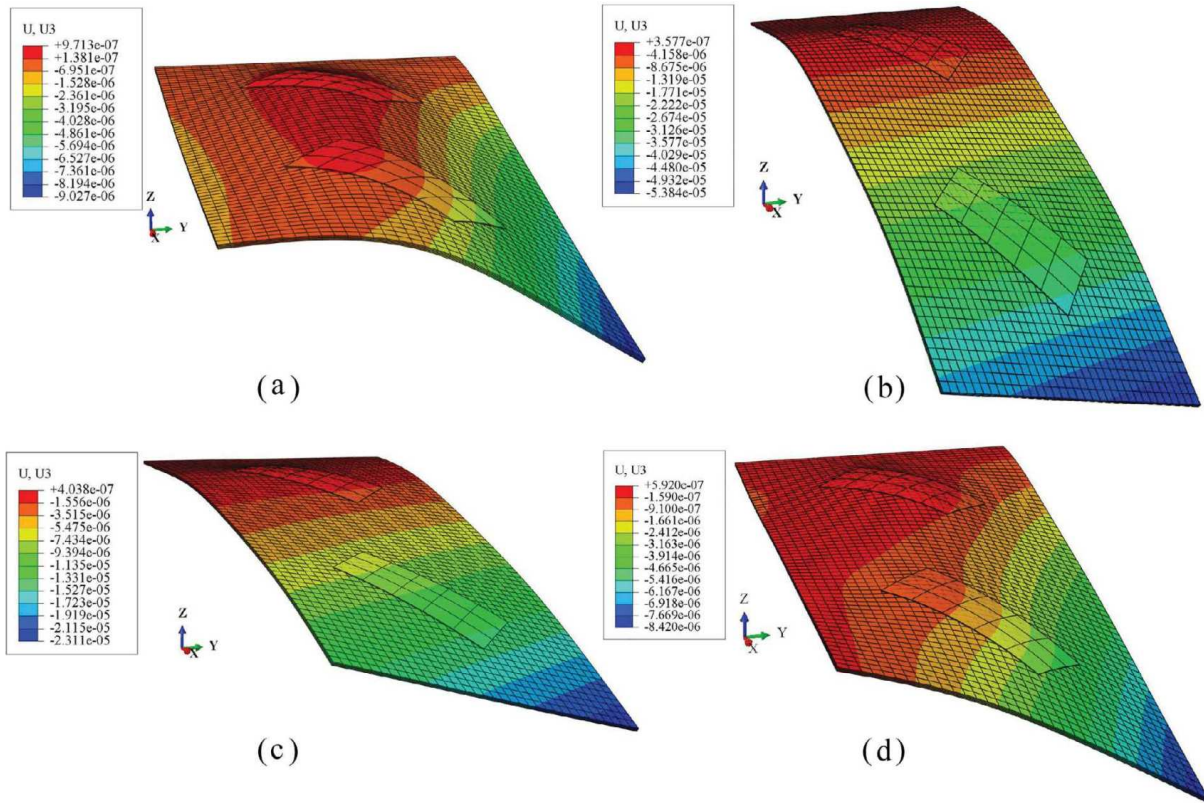 U, U3
+9.713e-07
+1.381e-07
-6.951e-07
-1.528e-06
-2.361e-06
-3.195e-06
-4.028e-06
-4.861e-06
-5.694e-06
-6.527e-06
-7.361e-06
-8.194e-06
-9.027e-06
Z
Y
X
(a)
U, U3
+3.577e-07
-4.158e-06
-8.675e-06
-1.319e-05
-1.771e-05
-2.222e-05
-2.674e-05
-3.126e-05
-3.577e-05
-4.029e-05
-4.480e-05
-4.932e-05
-5.384e-05
Z
Y
X
(b)
U, U3
+4.038e-07
-1.556e-06
-3.515e-06
-5.475e-06
-7.434e-06
-9.394e-06
-1.135e-05
-1.331e-05
-1.527e-05
-1.723e-05
-1.919e-05
-2.115e-05
-2.311e-05
Z
Y
X
(c)
U, U3
+5.920e-07
-1.590e-07
-9.100e-07
-1.661e-06
-2.412e-06
-3.163e-06
-3.914e-06
-4.665e-06
-5.416e-06
-6.167e-06
-6.918e-06
-7.669e-06
-8.420e-06
Z
Y
X
(d)